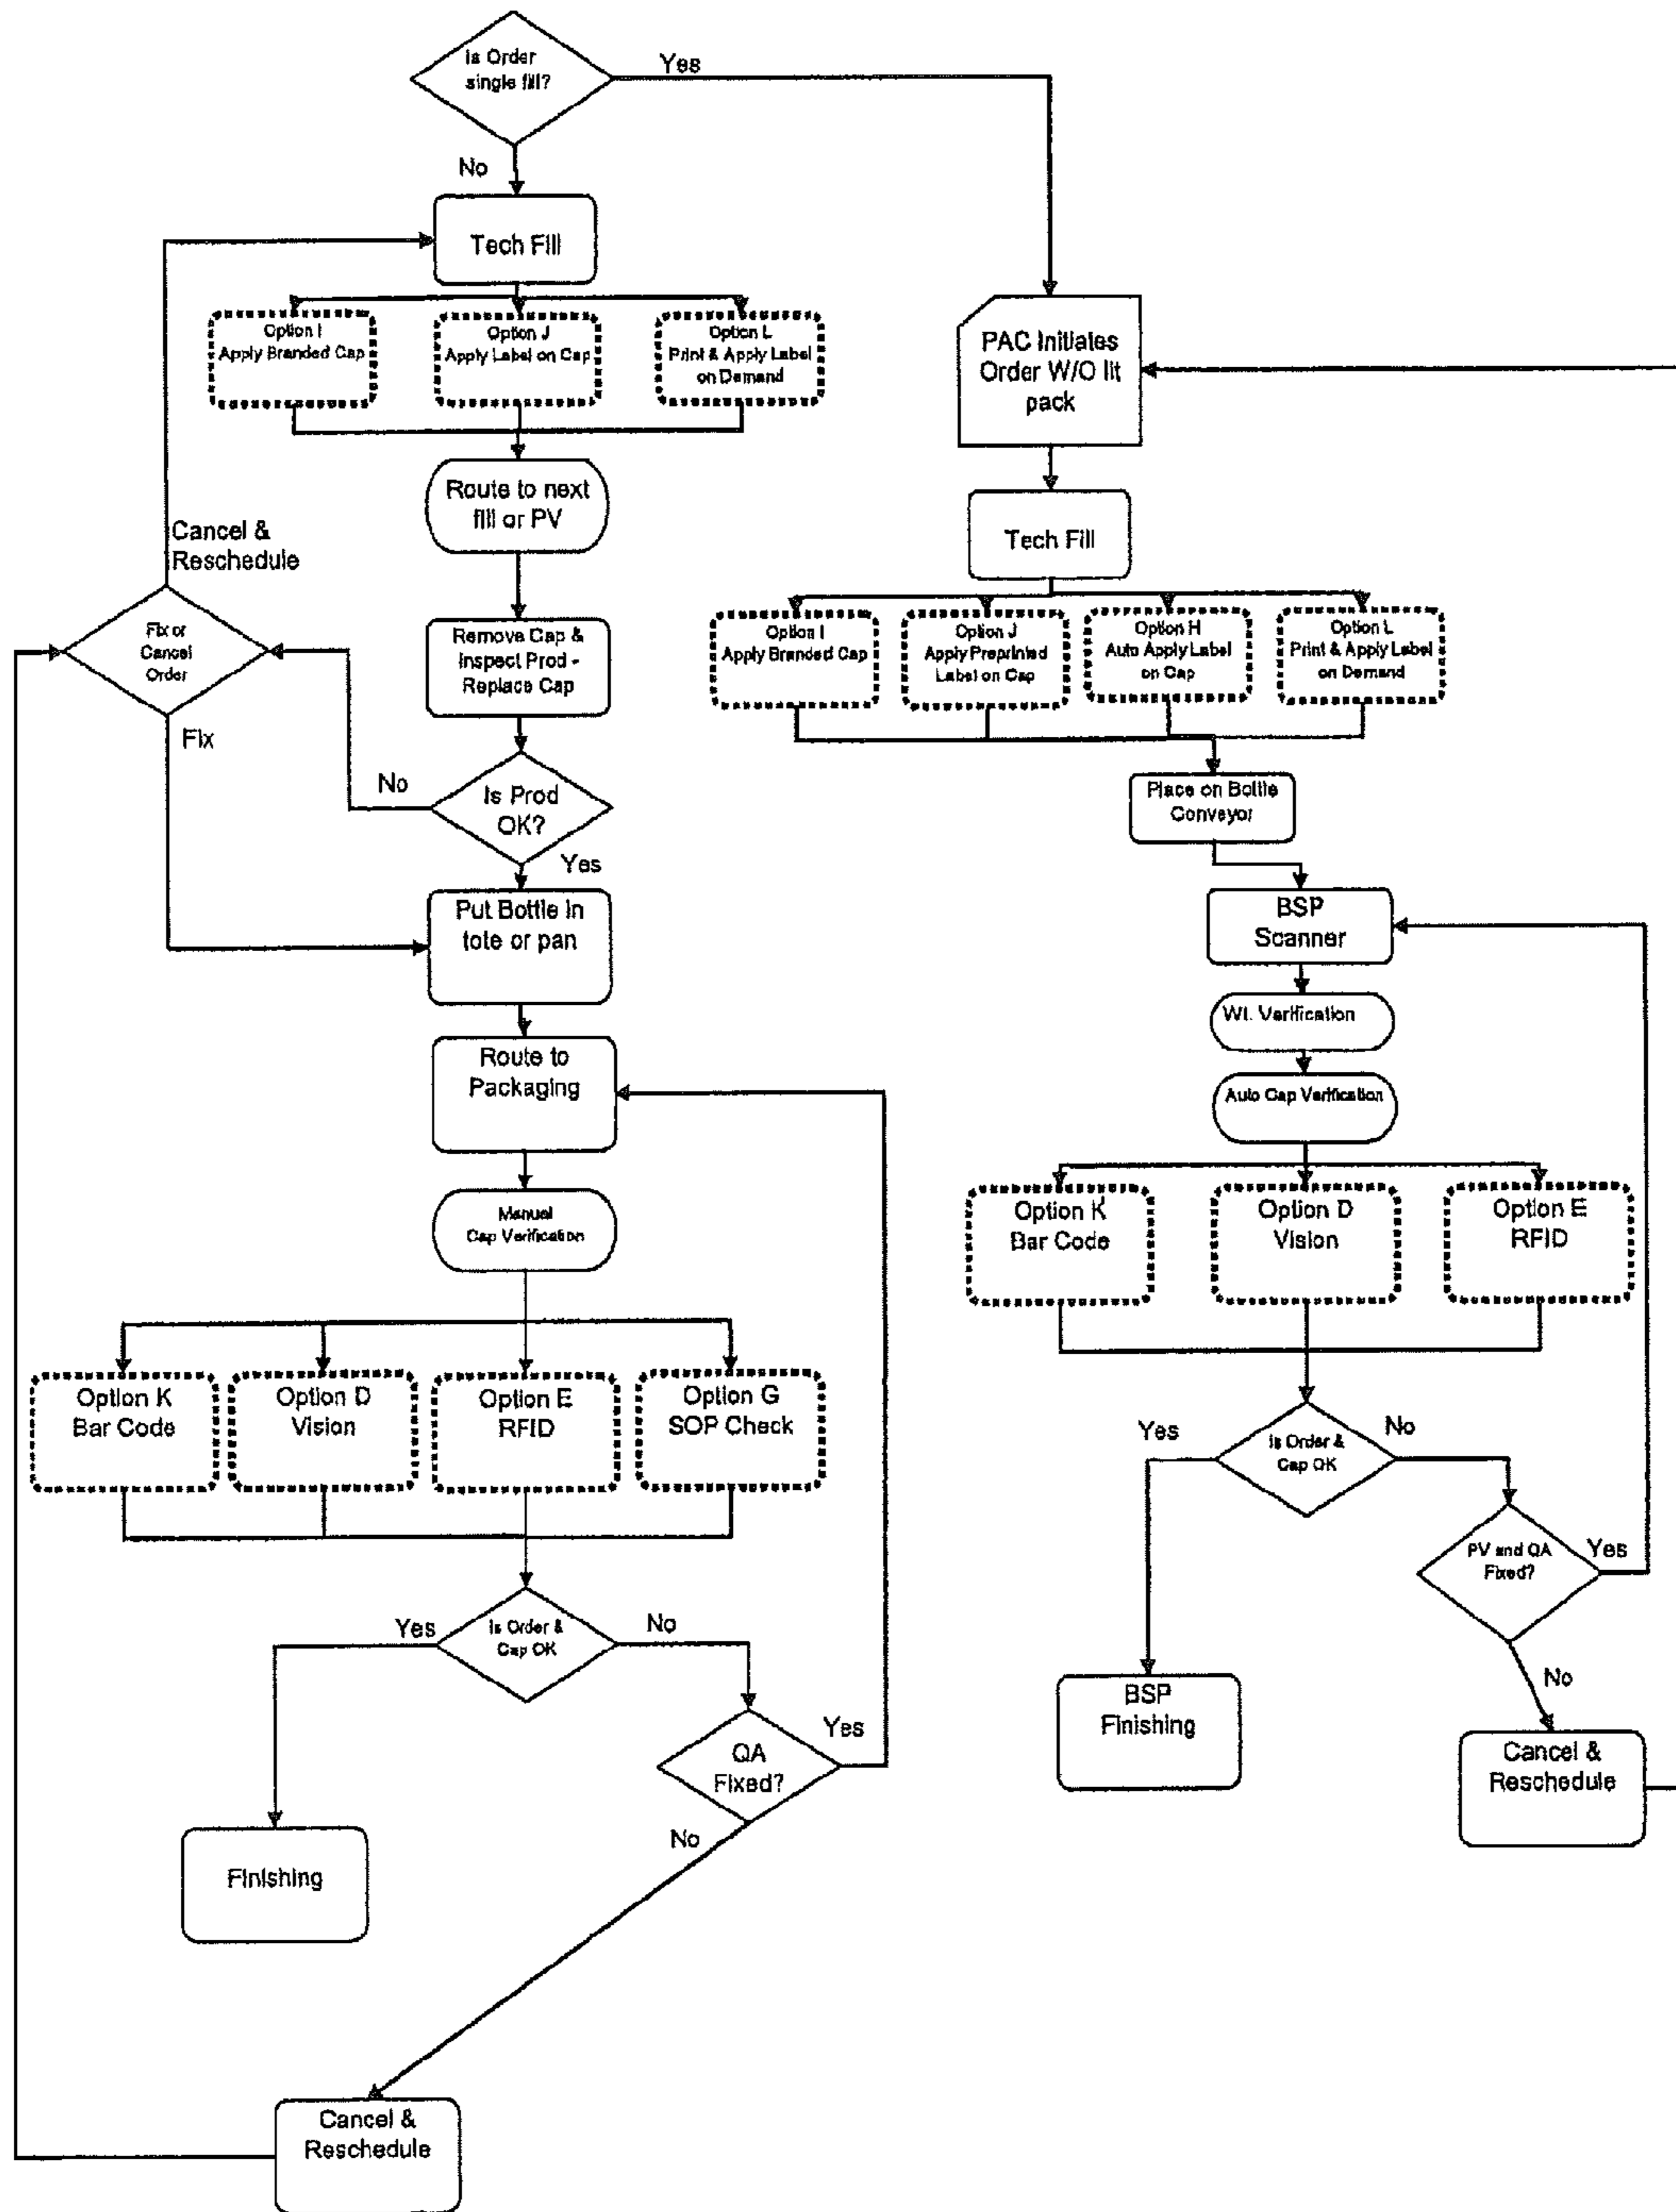 Is Order
single fill?
Yes
No
Tech Fill
Option I
Apply Branded Cap
Option J
Apply Label on Cap
Option L
Print & Apply Label
on Demand
Route to next
fill or PV
Remove Cap &
Inspect Prod -
Replace Cap
Is Prod
OK?
No
Yes
Cancel &
Reschedule
Fix or
Cancel
Order
Fix
Put Bottle in
tote or pan
Route to
Packaging
Manual
Cap Verification
Option K
Bar Code
Option D
Vision
Option E
RFID
Option G
SOP Check
Is Order &
Cap OK
Yes
No
QA
Fixed?
Yes
No
Finishing
Cancel &
Reschedule
PAC Initiates
Order W/O lit
pack
Tech Fill
Option I
Apply Branded Cap
Option J
Apply Preprinted
Label on Cap
Option H
Auto Apply Label
on Cap
Option L
Print & Apply Label
on Demand
Place on Bottle
Conveyor
BSP
Scanner
Wt. Verification
Auto Cap Verification
Option K
Bar Code
Option D
Vision
Option E
RFID
Is Order &
Cap OK
Yes
No
PV and QA
Fixed?
Yes
No
BSP
Finishing
Cancel &
Reschedule